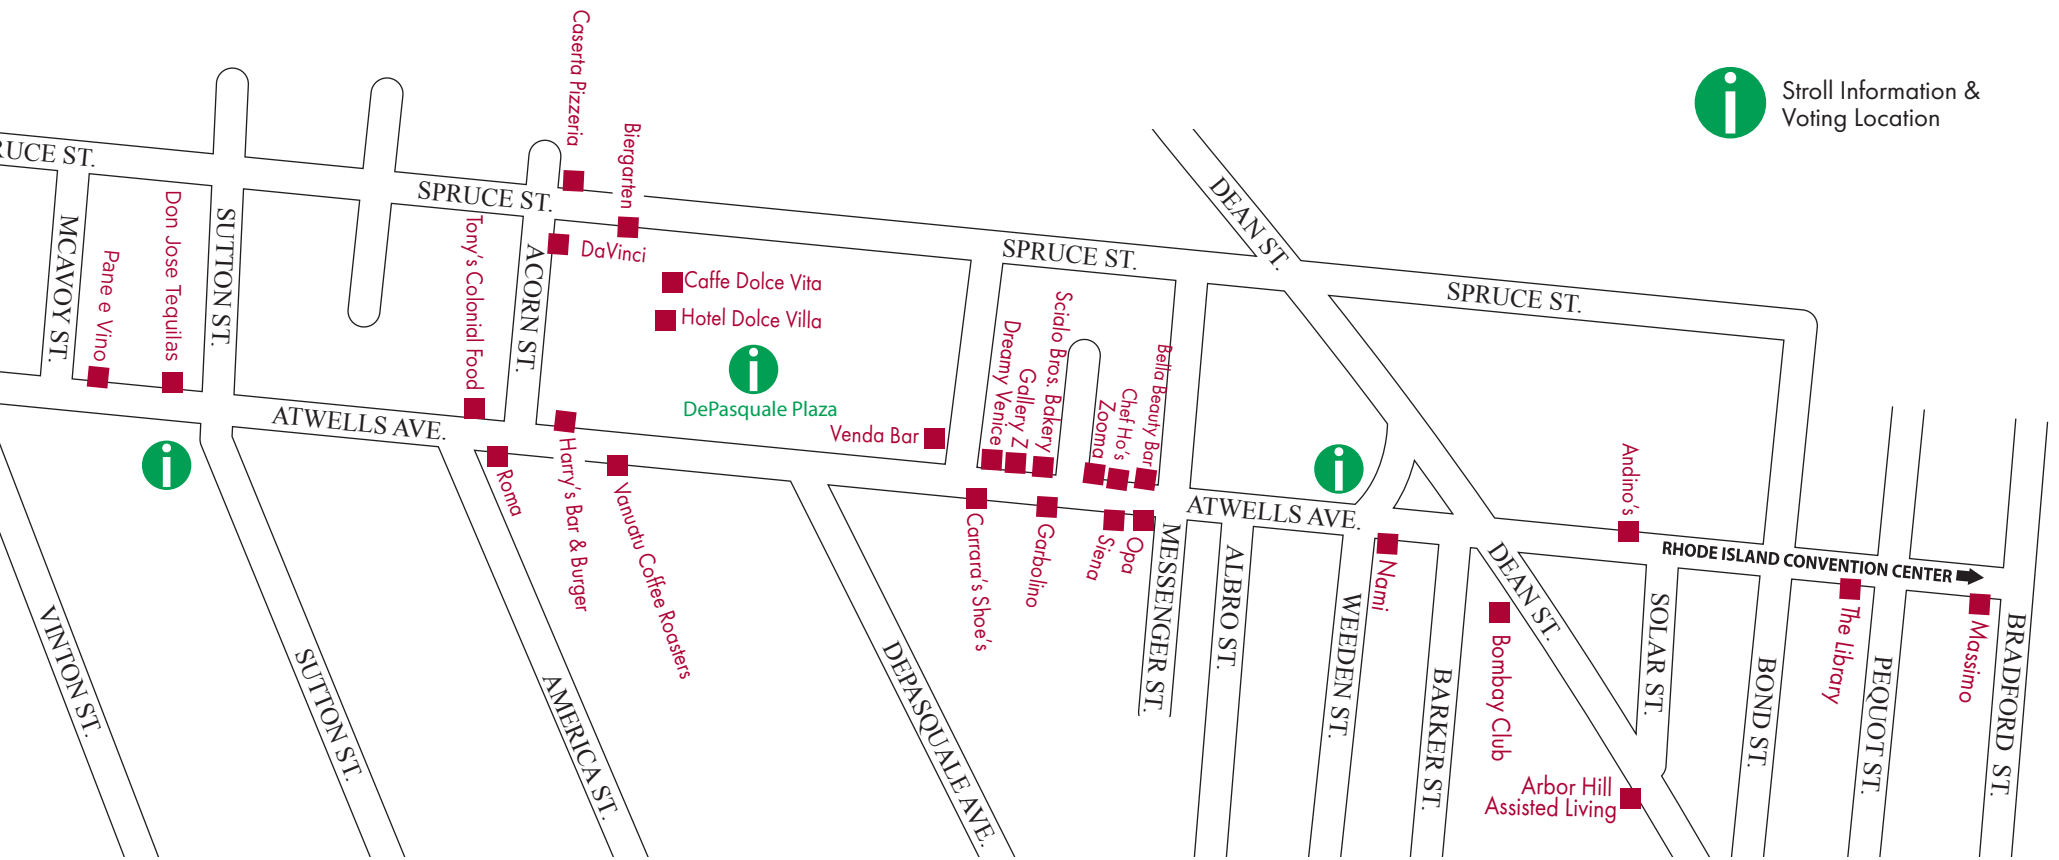 Caserta Pizzeria
Biergarten
Stroll Information &
Voting Location
RUCE ST.
SPRUCE ST.
DEAN ST.
SPRUCE ST.
SPRUCE ST.
MCAVOY ST.
Pane e Vino
Don Jose Tequilas
SUTTON ST.
Tony's Colonial Food
ACORN ST.
DaVinci
Caffe Dolce Vita
Hotel Dolce Villa
DePasquale Plaza
Venda Bar
Dreamy Venice
Gallery Z
Scialo Bros. Bakery
Zooma
Chef Ho's
Bella Beauty Bar
ATWELLS AVE.
ATWELLS AVE.
Andino's
RHODE ISLAND CONVENTION CENTER
Roma
Harry's Bar & Burger
Vanuatu Coffee Roasters
Carrara's Shoe's
Garbolino
Siena
Opa
MESSENGER ST.
ALBRO ST.
WEEDEN ST.
Nami
BARKER ST.
DEAN ST.
Bombay Club
SOLAR ST.
BOND ST.
The Library
PEQUOT ST.
Massimo
BRADFORD ST.
VINTON ST.
SUTTON ST.
AMERICA ST.
DEPASQUALE AVE.
Arbor Hill
Assisted Living